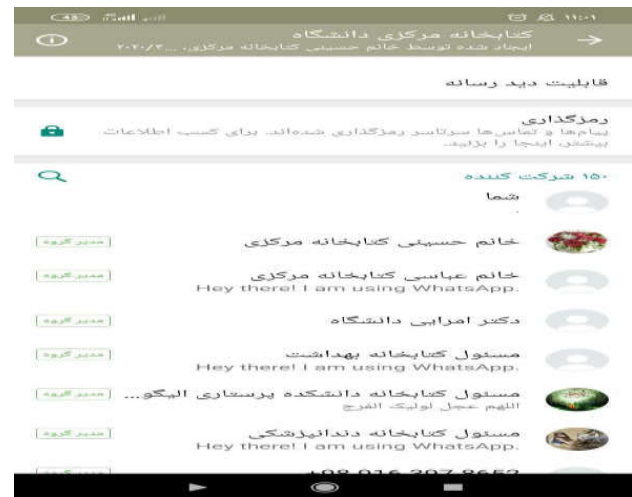 ۱۱:۰۱
کتابخانه مرکزی دانشگاه
ایجاد شده توسط خانم حسینی کتابخانه مرکزی، ...۲۰۲۰/۳
قابلیت دید رسانه
رمزگذاری
پیام‌ها و تماس‌ها سرتاسر رمزگذاری شده‌اند. برای کسب اطلاعات
بیشتر، اینجا را بزنید.
۱۵۰ شرکت کننده
شما
.
خانم حسینی کتابخانه مرکزی
مدیر گروه
خانم عباسی کتابخانه مرکزی
مدیر گروه
Hey there! I am using WhatsApp.
دکتر امرایی دانشگاه
مدیر گروه
مسئول کتابخانه بهداشت
مدیر گروه
Hey there! I am using WhatsApp.
مسئول کتابخانه دانشکده پرستاری الیگو...
مدیر گروه
اللهم عجل لولیک الفرج
مسئول کتابخانه دندانپزشکی
مدیر گروه
Hey there! I am using WhatsApp.